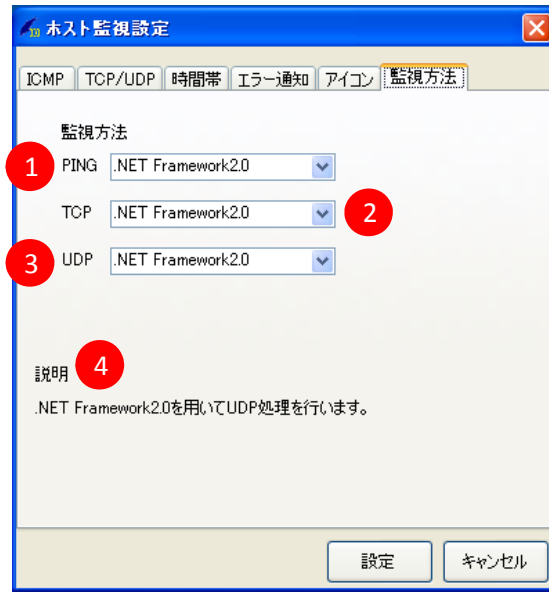 ホスト監視設定
ICMP TCP/UDP 時間帯 エラー通知 アイコン 監視方法
監視方法
1 PING .NET Framework2.0
TCP .NET Framework2.0 2
3 UDP .NET Framework2.0
説明 4
.NET Framework2.0を用いてUDP処理を行います。
設定 キャンセル